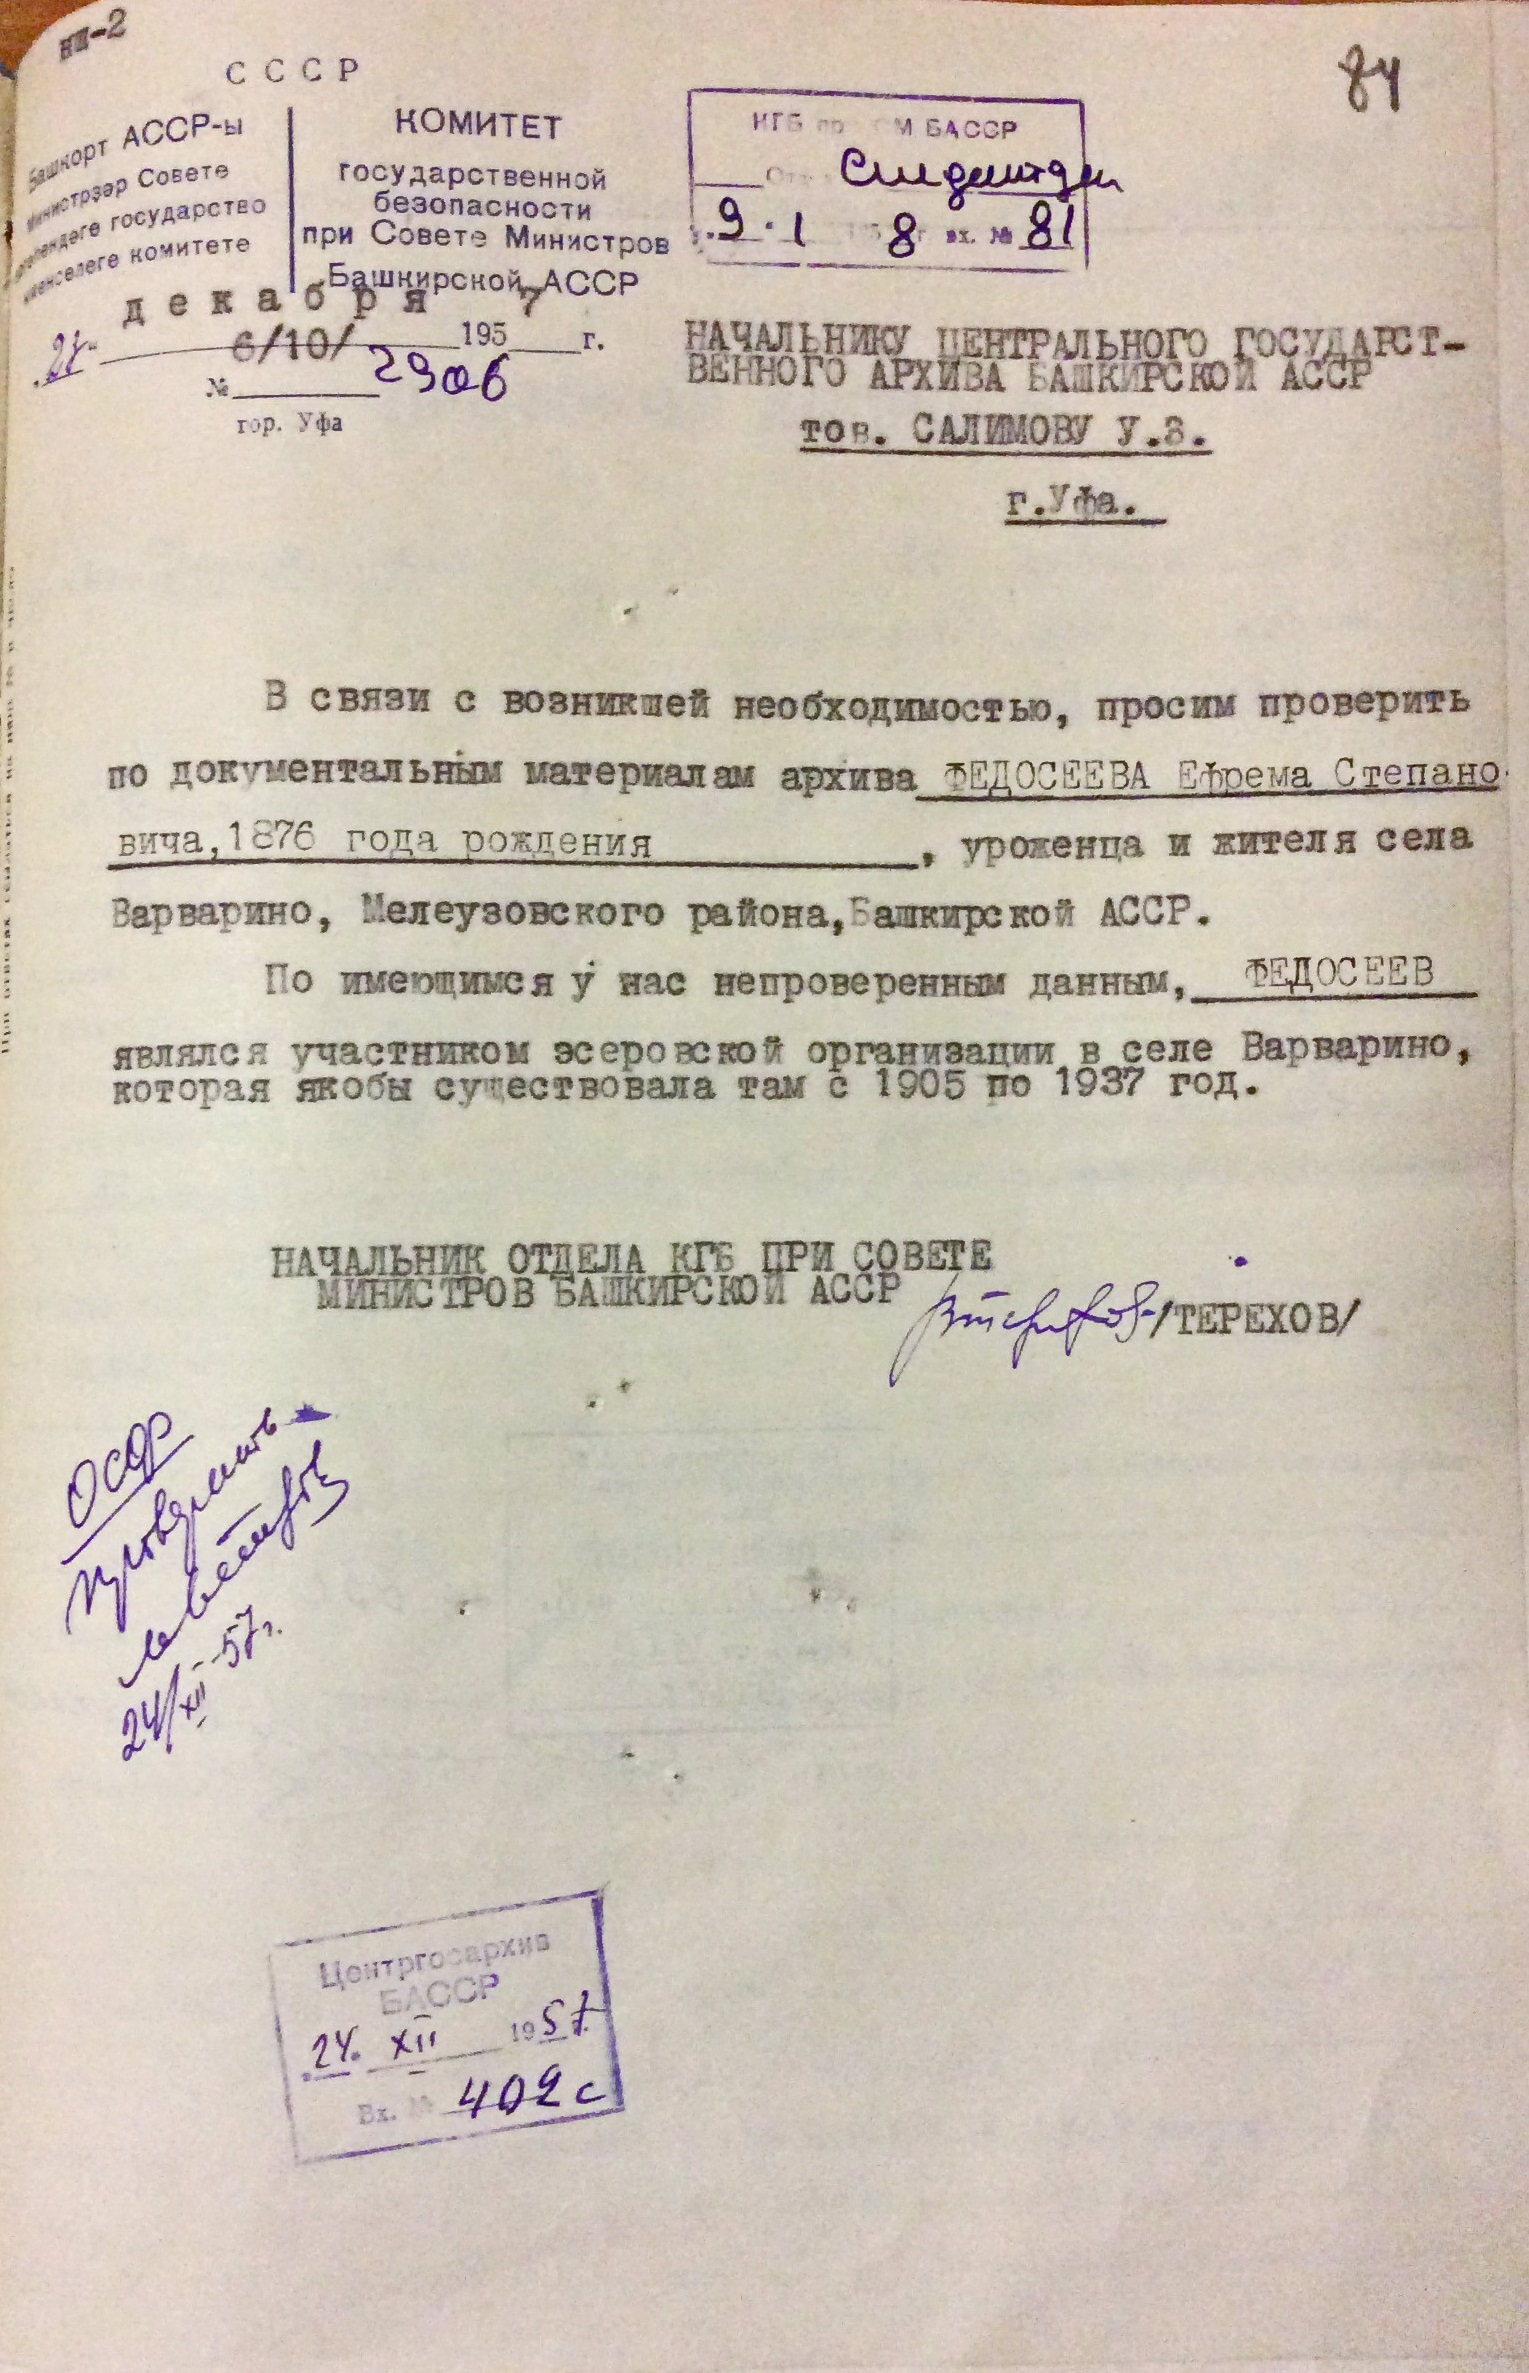 нш-2
84
СССР
Башкорт АССР-ы
министрҙәр Совете
государство
комитете
КОМИТЕТ
государственной
безопасности
при Совете Министров
Башкирской АССР
декабря 7
195 г.
6/10/
№ 2906
гор. Уфа
КГБ СМ БАССР
9. 1 8 г вх. № 81
НАЧАЛЬНИКУ ЦЕНТРАЛЬНОГО ГОСУДАРСТ-
ВЕННОГО АРХИВА БАШКИРСКОЙ АССР
тов. САЛИМОВУ У.З.
г.Уфа.
В связи с возникшей необходимостью, просим проверить
по документальным материалам архива ФЕДОСЕЕВА Ефрема Степано-
вича,1876 года рождения , уроженца и жителя села
Варварино, Мелеузовского района,Башкирской АССР.
По имеющимся у нас непроверенным данным, ФЕДОСЕЕВ
являлся участником эсеровской организации в селе Варварино,
которая якобы существовала там с 1905 по 1937 год.
НАЧАЛЬНИК ОТДЕЛА КГБ ПРИ СОВЕТЕ
МИНИСТРОВ БАШКИРСКОЙ АССР
/ТЕРЕХОВ/
24/XII-57г.
Центргосархив
БАССР
24. XII 1957
Вх. № 402с